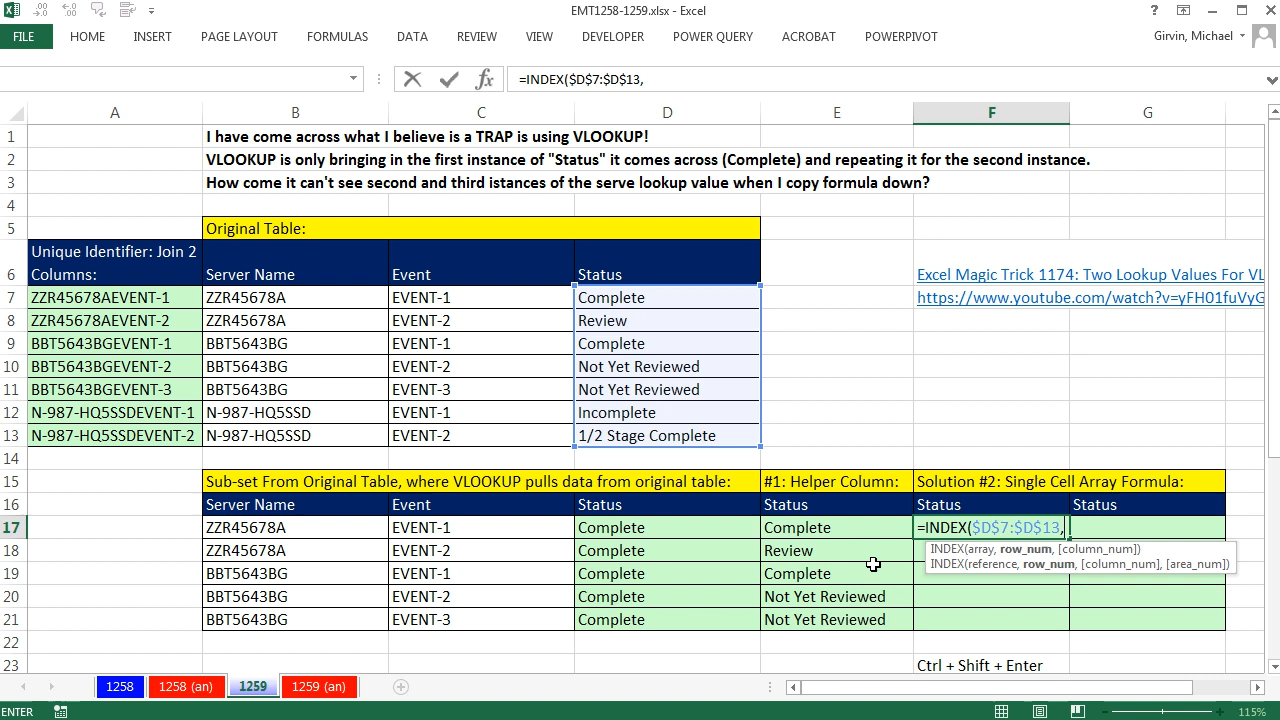 EMT1258-1259.xlsx - Excel
FILE HOME INSERT PAGE LAYOUT FORMULAS DATA REVIEW VIEW DEVELOPER POWER QUERY ACROBAT POWERPIVOT Girvin, Michael
=INDEX($D$7:$D$13,
A B C D E F G
1 I have come across what I believe is a TRAP is using VLOOKUP!
2 VLOOKUP is only bringing in the first instance of "Status" it comes across (Complete) and repeating it for the second instance.
3 How come it can't see second and third istances of the serve lookup value when I copy formula down?
4
5 Original Table:
Unique Identifier: Join 2
6 Columns: Server Name Event Status Excel Magic Trick 1174: Two Lookup Values For VL
7 ZZR45678AEVENT-1 ZZR45678A EVENT-1 Complete https://www.youtube.com/watch?v=yFH01fuVyG
8 ZZR45678AEVENT-2 ZZR45678A EVENT-2 Review
9 BBT5643BGEVENT-1 BBT5643BG EVENT-1 Complete
10 BBT5643BGEVENT-2 BBT5643BG EVENT-2 Not Yet Reviewed
11 BBT5643BGEVENT-3 BBT5643BG EVENT-3 Not Yet Reviewed
12 N-987-HQ5SSDEVENT-1 N-987-HQ5SSD EVENT-1 Incomplete
13 N-987-HQ5SSDEVENT-2 N-987-HQ5SSD EVENT-2 1/2 Stage Complete
14
15 Sub-set From Original Table, where VLOOKUP pulls data from original table: #1: Helper Column: Solution #2: Single Cell Array Formula:
16 Server Name Event Status Status Status Status
17 ZZR45678A EVENT-1 Complete Complete =INDEX($D$7:$D$13,
18 ZZR45678A EVENT-2 Complete Review INDEX(array, row_num, [column_num])
INDEX(reference, row_num, [column_num], [area_num])
19 BBT5643BG EVENT-1 Complete Complete
20 BBT5643BG EVENT-2 Complete Not Yet Reviewed
21 BBT5643BG EVENT-3 Complete Not Yet Reviewed
22
23 Ctrl + Shift + Enter
1258 1258 (an) 1259 1259 (an)
ENTER 115%